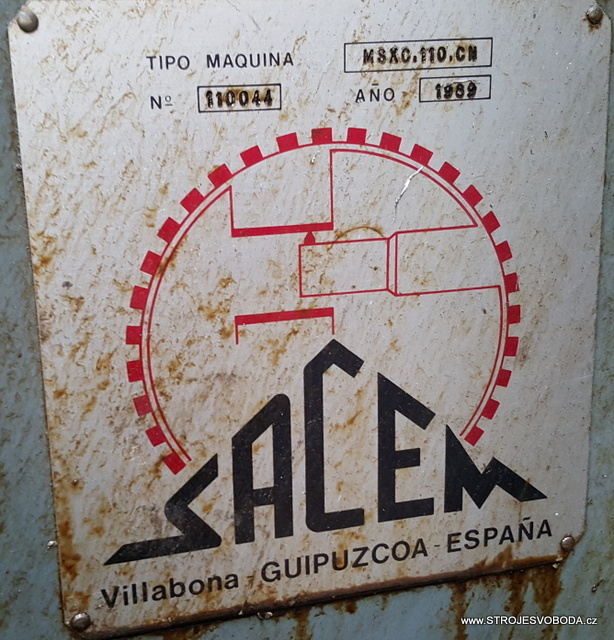 TIPO MAQUINA MSXC.110.CN
Nº 110044 AÑO 1989
SACEM
Villabona - GUIPUZCOA - ESPAÑA
www.STROJESVOBODA.cz